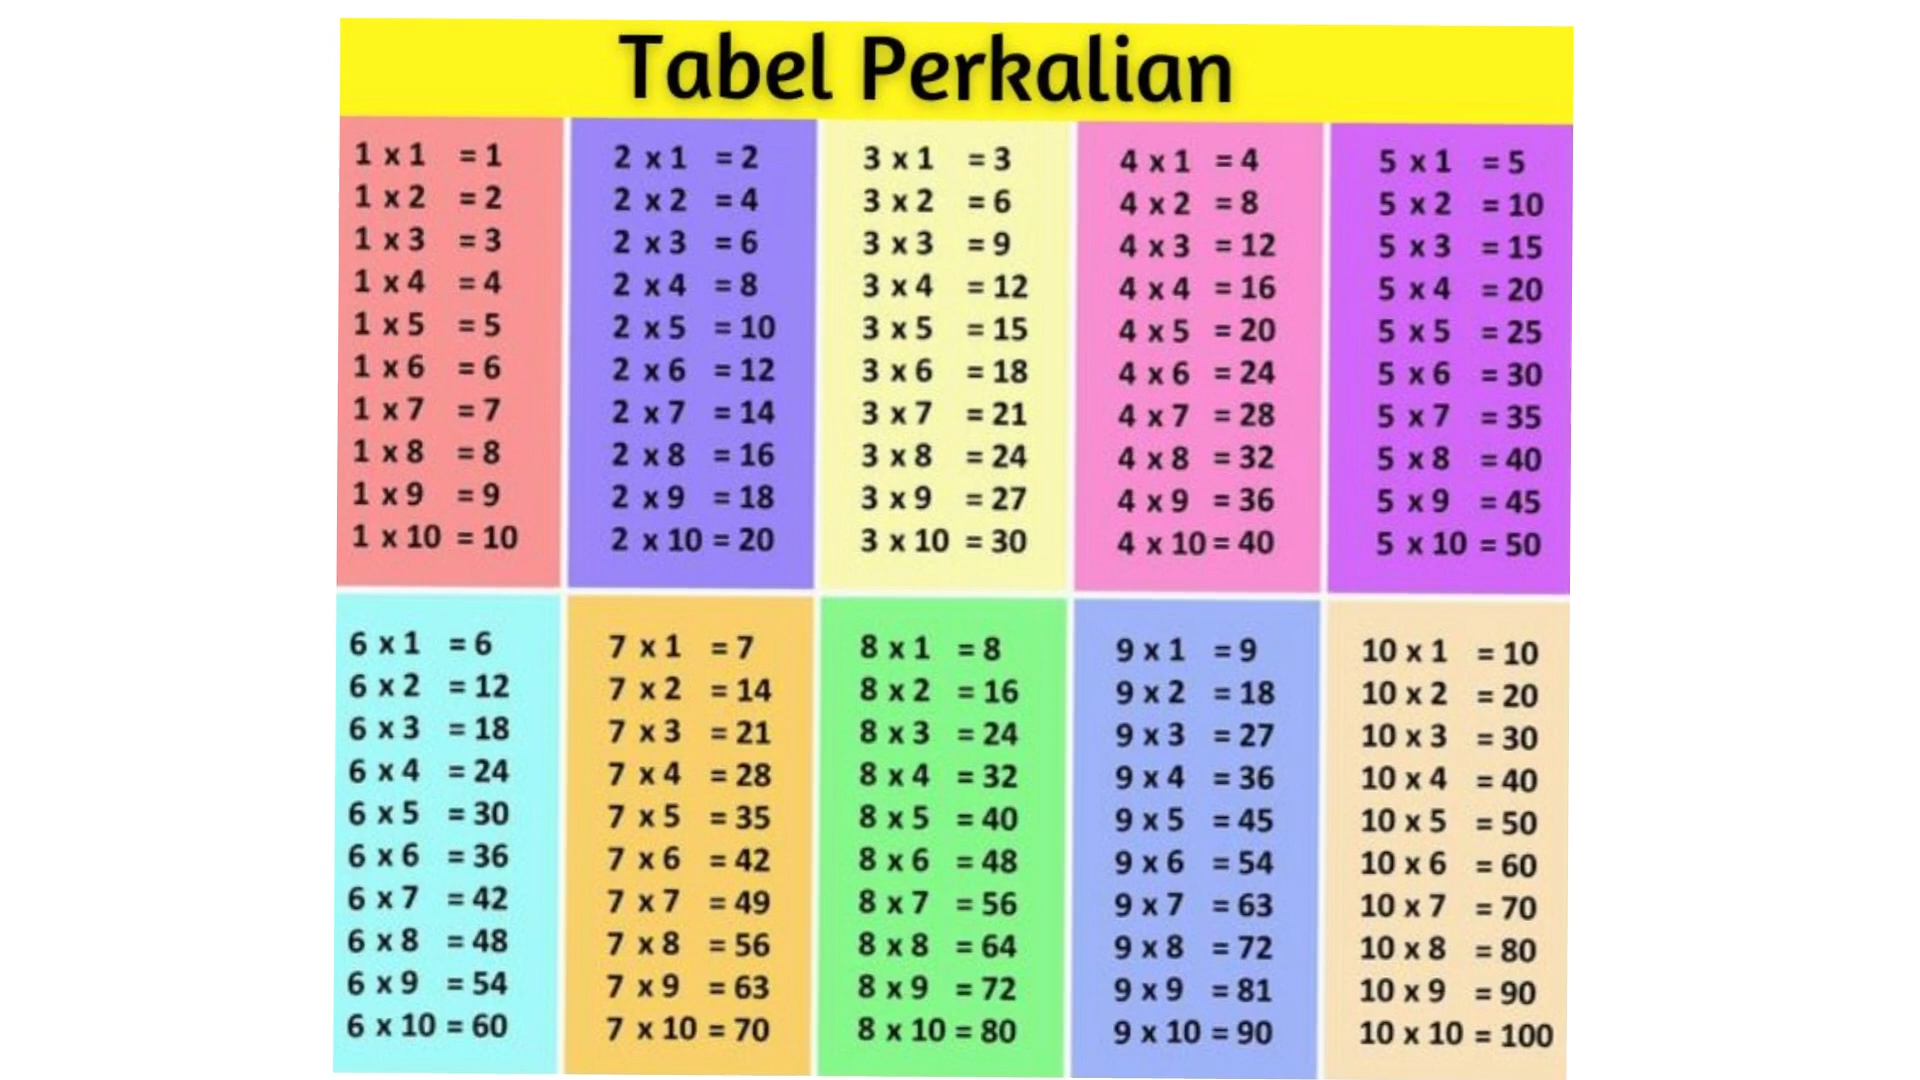 Tabel Perkalian
1 x 1 = 1
1 x 2 = 2
1 x 3 = 3
1 x 4 = 4
1 x 5 = 5
1 x 6 = 6
1 x 7 = 7
1 x 8 = 8
1 x 9 = 9
1 x 10 = 10
2 x 1 = 2
2 x 2 = 4
2 x 3 = 6
2 x 4 = 8
2 x 5 = 10
2 x 6 = 12
2 x 7 = 14
2 x 8 = 16
2 x 9 = 18
2 x 10 = 20
3 x 1 = 3
3 x 2 = 6
3 x 3 = 9
3 x 4 = 12
3 x 5 = 15
3 x 6 = 18
3 x 7 = 21
3 x 8 = 24
3 x 9 = 27
3 x 10 = 30
4 x 1 = 4
4 x 2 = 8
4 x 3 = 12
4 x 4 = 16
4 x 5 = 20
4 x 6 = 24
4 x 7 = 28
4 x 8 = 32
4 x 9 = 36
4 x 10 = 40
5 x 1 = 5
5 x 2 = 10
5 x 3 = 15
5 x 4 = 20
5 x 5 = 25
5 x 6 = 30
5 x 7 = 35
5 x 8 = 40
5 x 9 = 45
5 x 10 = 50
6 x 1 = 6
6 x 2 = 12
6 x 3 = 18
6 x 4 = 24
6 x 5 = 30
6 x 6 = 36
6 x 7 = 42
6 x 8 = 48
6 x 9 = 54
6 x 10 = 60
7 x 1 = 7
7 x 2 = 14
7 x 3 = 21
7 x 4 = 28
7 x 5 = 35
7 x 6 = 42
7 x 7 = 49
7 x 8 = 56
7 x 9 = 63
7 x 10 = 70
8 x 1 = 8
8 x 2 = 16
8 x 3 = 24
8 x 4 = 32
8 x 5 = 40
8 x 6 = 48
8 x 7 = 56
8 x 8 = 64
8 x 9 = 72
8 x 10 = 80
9 x 1 = 9
9 x 2 = 18
9 x 3 = 27
9 x 4 = 36
9 x 5 = 45
9 x 6 = 54
9 x 7 = 63
9 x 8 = 72
9 x 9 = 81
9 x 10 = 90
10 x 1 = 10
10 x 2 = 20
10 x 3 = 30
10 x 4 = 40
10 x 5 = 50
10 x 6 = 60
10 x 7 = 70
10 x 8 = 80
10 x 9 = 90
10 x 10 = 100